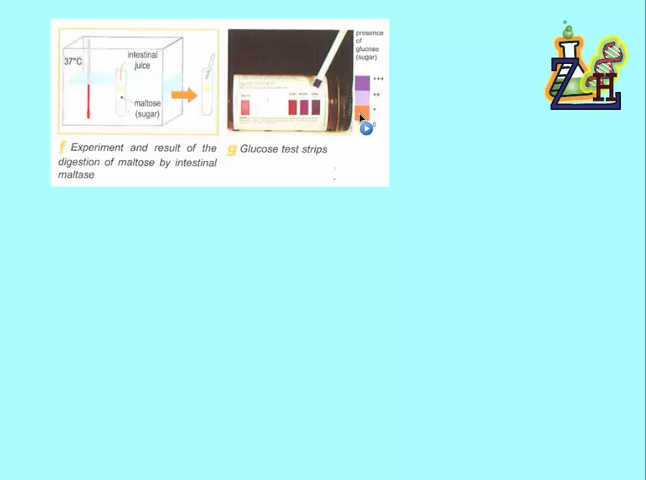 37°C
intestinal
juice
maltose
(sugar)
f Experiment and result of the
digestion of maltose by intestinal
maltase
presence
of
glucose
(sugar)
+++
++
+
0
g Glucose test strips
Z H